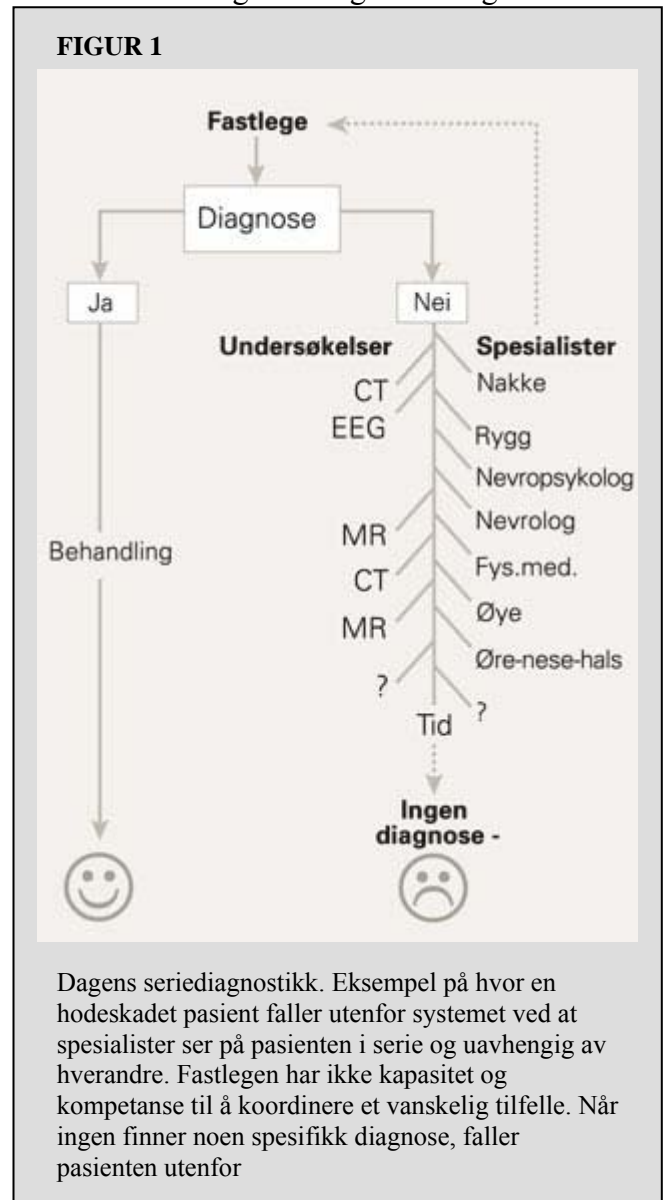 FIGUR 1
Fastlege
Diagnose
Ja
Nei
Undersøkelser
Spesialister
CT
Nakke
EEG
Rygg
Nevropsykolog
MR
Nevrolog
Behandling
CT
Fys.med.
MR
Øye
Øre-nese-hals
?
?
Tid
Ingen
diagnose -
Dagens seriediagnostikk. Eksempel på hvor en
hodeskadet pasient faller utenfor systemet ved at
spesialister ser på pasienten i serie og uavhengig av
hverandre. Fastlegen har ikke kapasitet og
kompetanse til å koordinere et vanskelig tilfelle. Når
ingen finner noen spesifikk diagnose, faller
pasienten utenfor